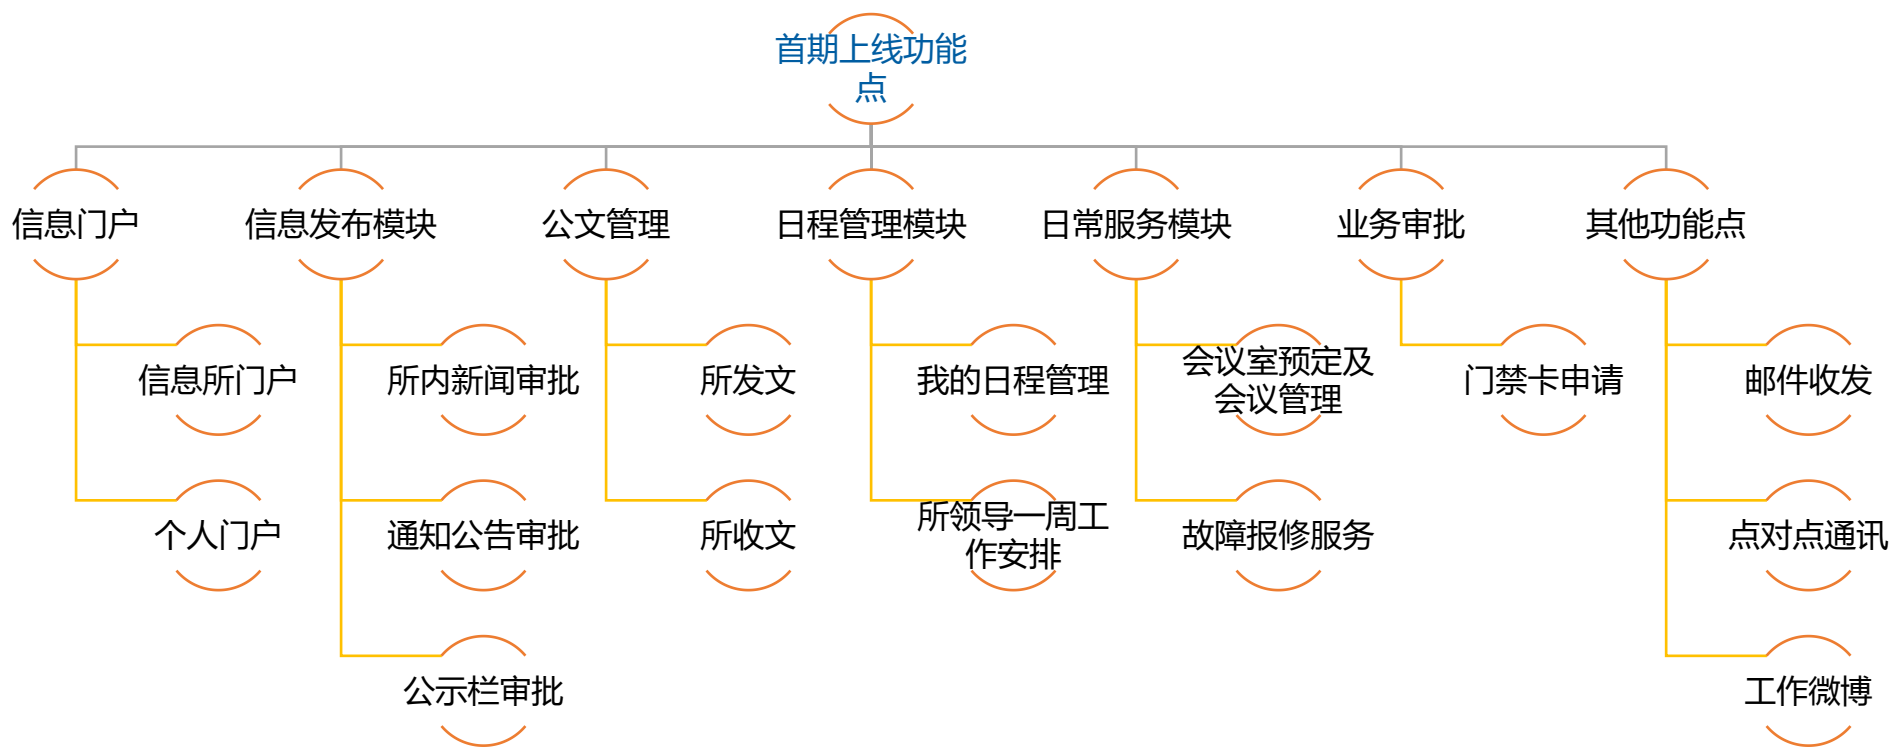 首期上线功能
点
信息门户
信息发布模块
公文管理
日程管理模块
日常服务模块
业务审批
其他功能点
信息所门户
所内新闻审批
所发文
我的日程管理
会议室预定及
会议管理
门禁卡申请
邮件收发
个人门户
通知公告审批
所收文
所领导一周工
作安排
故障报修服务
点对点通讯
公示栏审批
工作微博